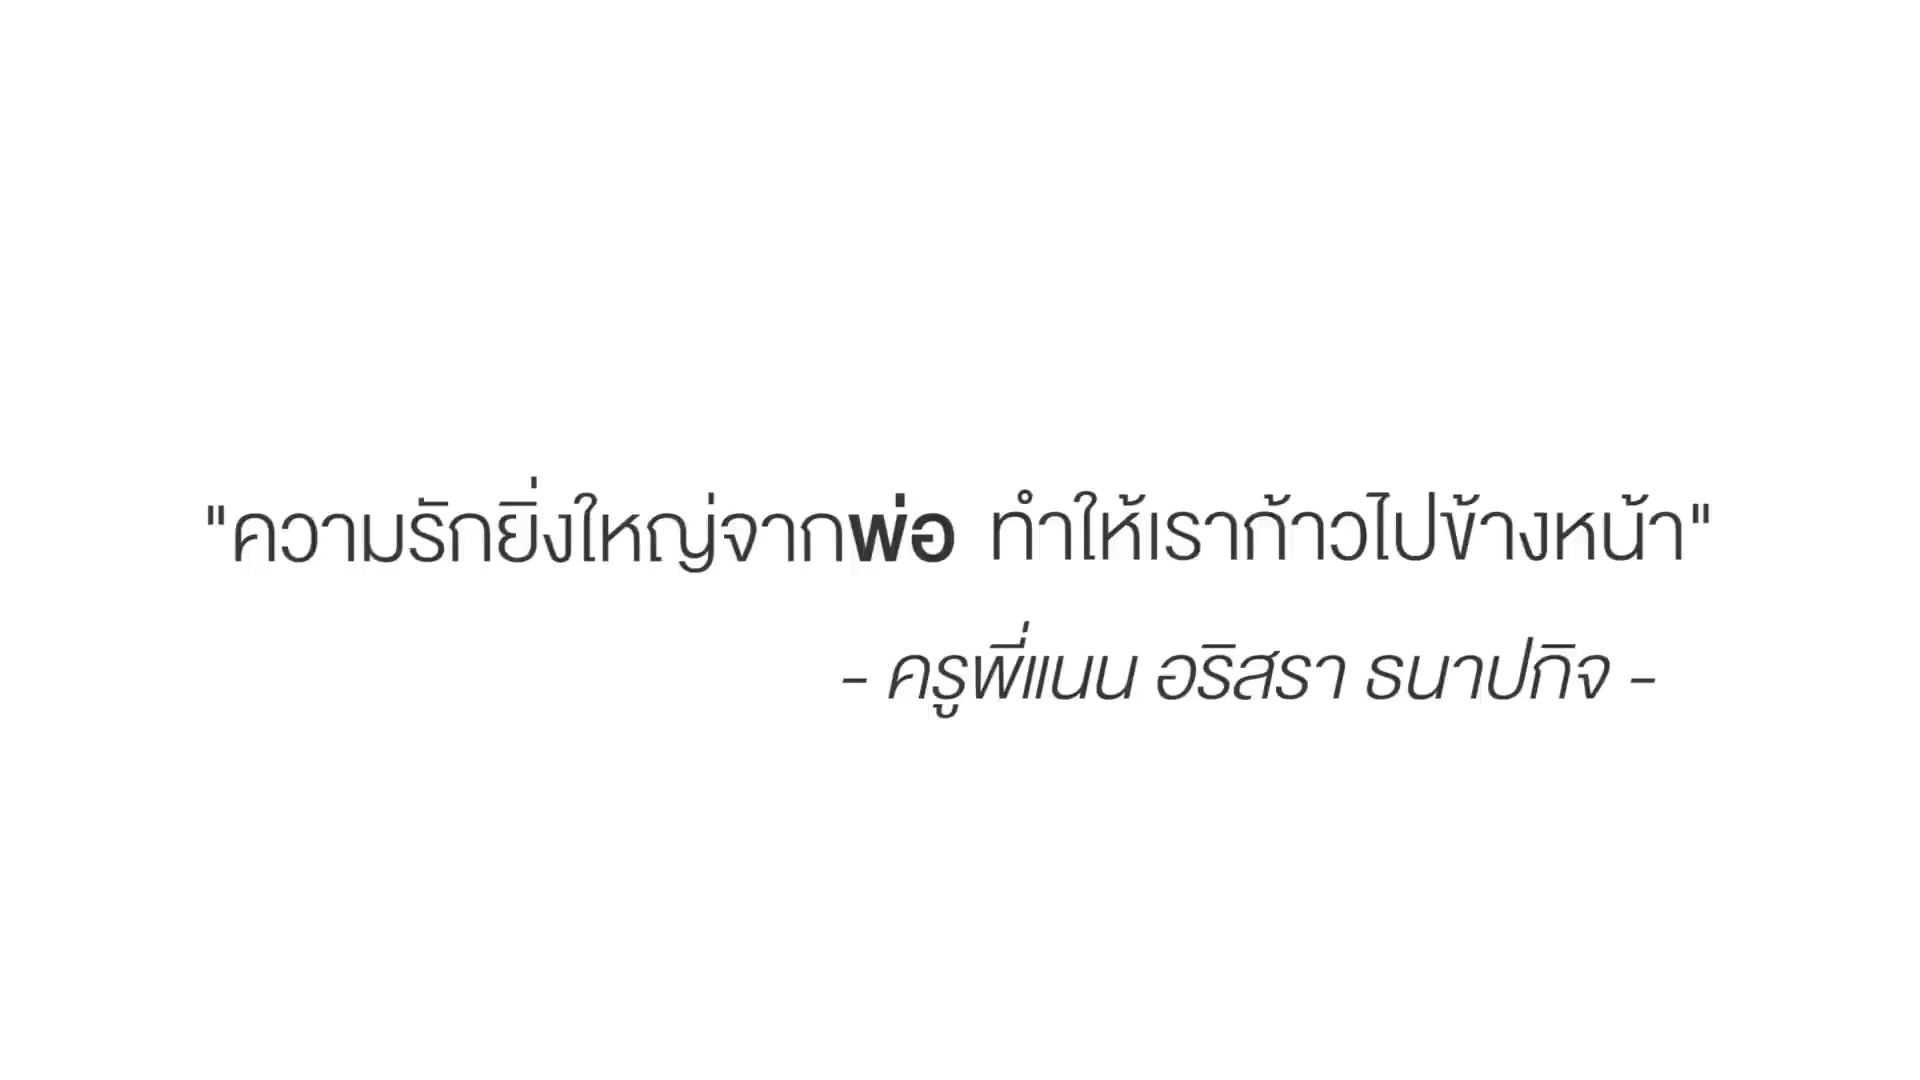 "ความรักยิ่งใหญ่จากพ่อ ทำให้เราก้าวไปข้างหน้า"
- ครูพี่แนน อริสรา ธนาปกิจ -